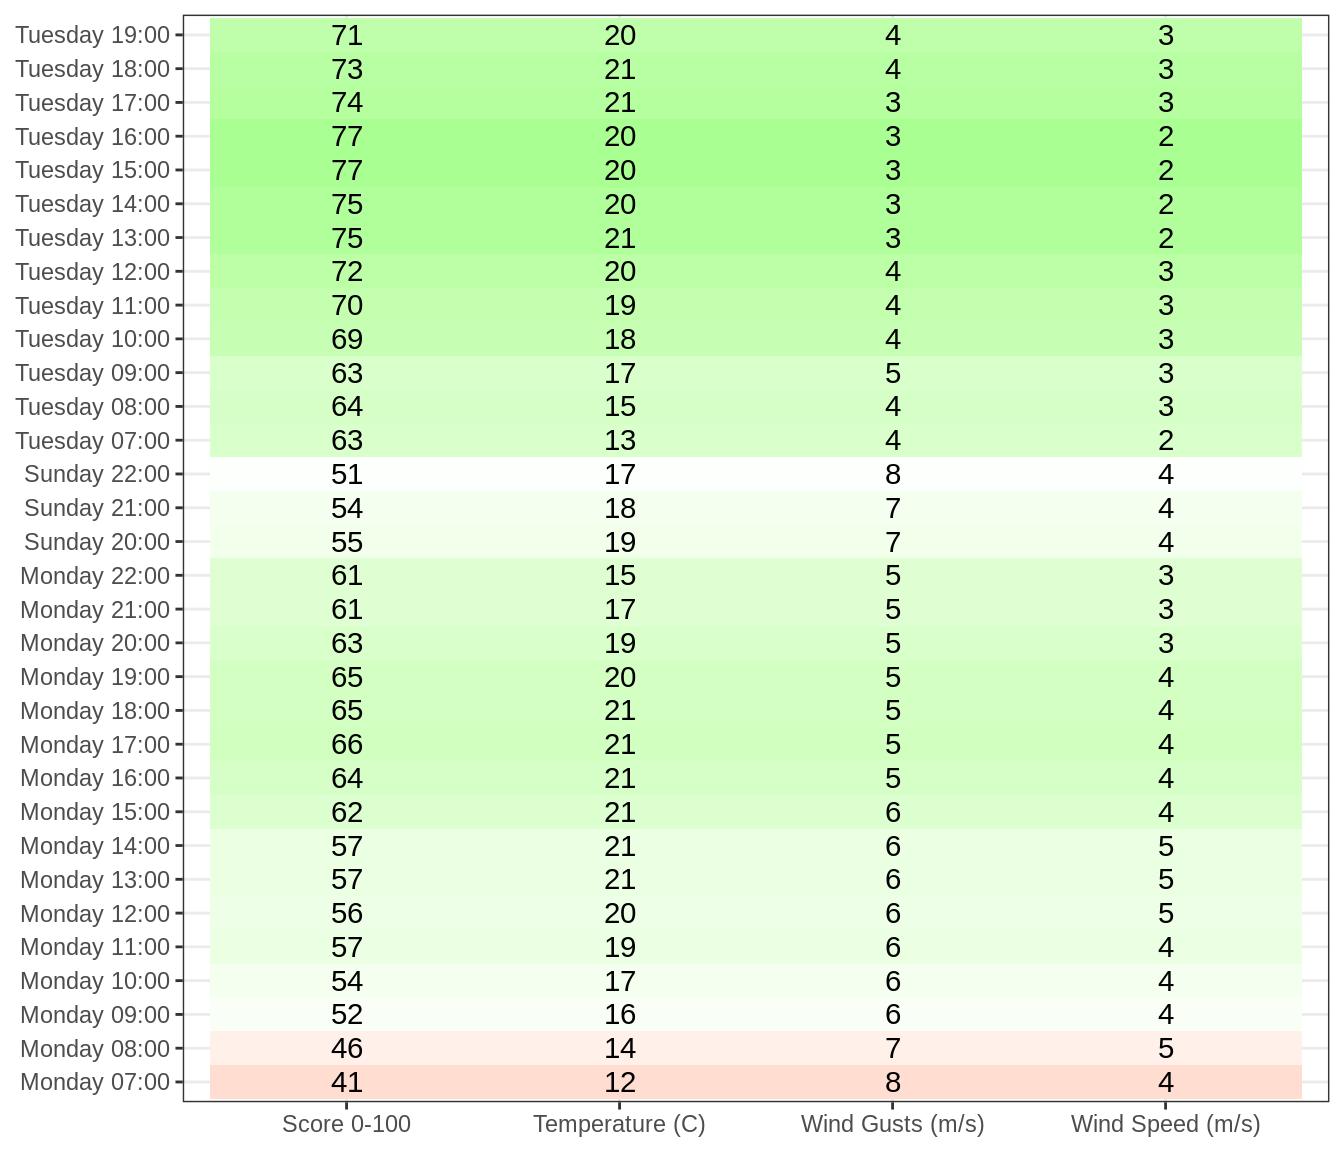 Tuesday 19:00 71 20 4 3
Tuesday 18:00 73 21 4 3
Tuesday 17:00 74 21 3 3
Tuesday 16:00 77 20 3 2
Tuesday 15:00 77 20 3 2
Tuesday 14:00 75 20 3 2
Tuesday 13:00 75 21 3 2
Tuesday 12:00 72 20 4 3
Tuesday 11:00 70 19 4 3
Tuesday 10:00 69 18 4 3
Tuesday 09:00 63 17 5 3
Tuesday 08:00 64 15 4 3
Tuesday 07:00 63 13 4 2
Sunday 22:00 51 17 8 4
Sunday 21:00 54 18 7 4
Sunday 20:00 55 19 7 4
Monday 22:00 61 15 5 3
Monday 21:00 61 17 5 3
Monday 20:00 63 19 5 3
Monday 19:00 65 20 5 4
Monday 18:00 65 21 5 4
Monday 17:00 66 21 5 4
Monday 16:00 64 21 5 4
Monday 15:00 62 21 6 4
Monday 14:00 57 21 6 5
Monday 13:00 57 21 6 5
Monday 12:00 56 20 6 5
Monday 11:00 57 19 6 4
Monday 10:00 54 17 6 4
Monday 09:00 52 16 6 4
Monday 08:00 46 14 7 5
Monday 07:00 41 12 8 4
Score 0-100 Temperature (C) Wind Gusts (m/s) Wind Speed (m/s)